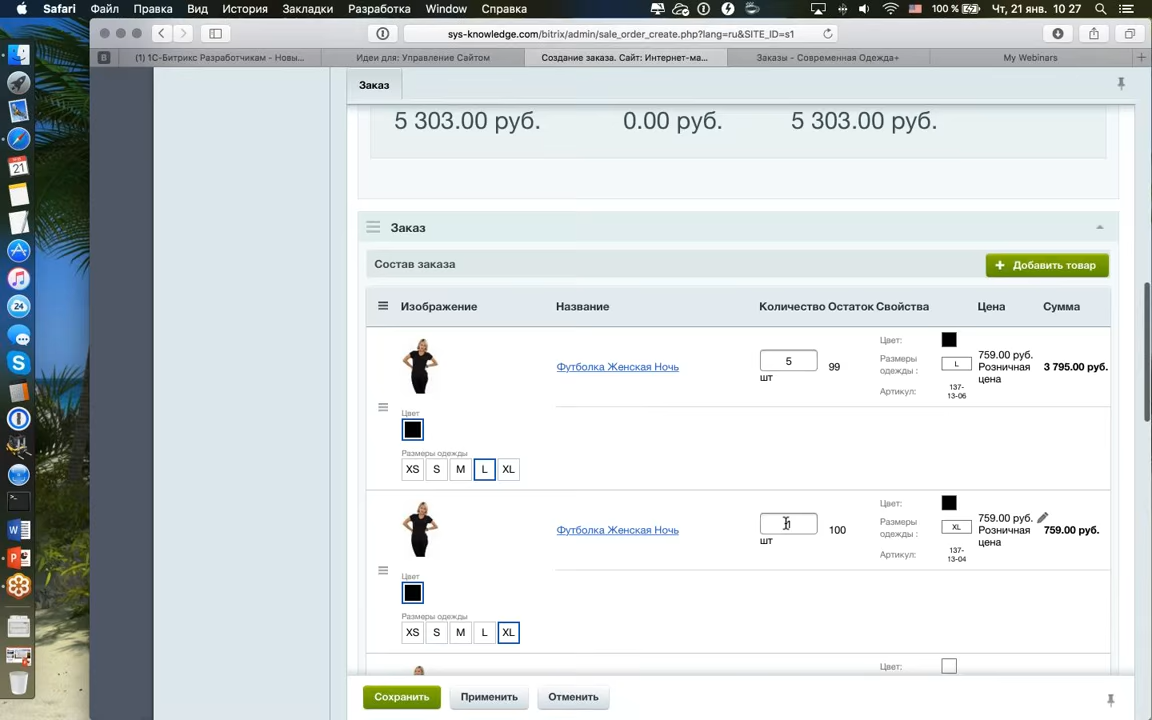 Safari Файл Правка Вид История Закладки Разработка Window Справка 100 % Чт, 21 янв. 10 27
sys-knowledge.com/bitrix/admin/sale_order_create.php?lang=ru&SITE_ID=s1
(1) 1С-Битрикс Разработчикам - Новы... Идеи для: Управление Сайтом Создание заказа. Сайт: Интернет-ма... Заказы - Современная Одежда+ My Webinars
Заказ
5 303.00 руб. 0.00 руб. 5 303.00 руб.
Заказ
Состав заказа + Добавить товар
Изображение Название Количество Остаток Свойства Цена Сумма
Футболка Женская Ночь 5 шт 99
Цвет:
Размеры одежды : L
Артикул: 137-13-06
759.00 руб. Розничная цена 3 795.00 руб.
Цвет
Размеры одежды
XS S M L XL
Футболка Женская Ночь шт 100
Цвет:
Размеры одежды : XL
Артикул: 137-13-04
759.00 руб. Розничная цена 759.00 руб.
Цвет
Размеры одежды
XS S M L XL
Цвет:
Сохранить Применить Отменить
21
24